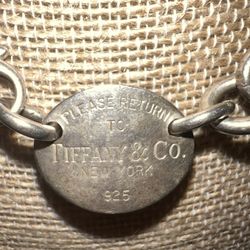 PLEASE RETURN
TO
TIFFANY & CO.
NEW YORK
925